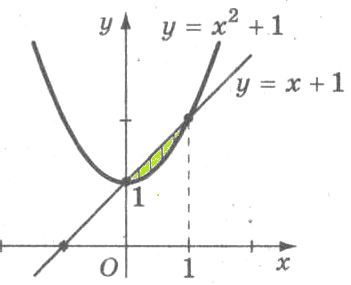 y
y = x² + 1
y = x + 1
1
O
1
x